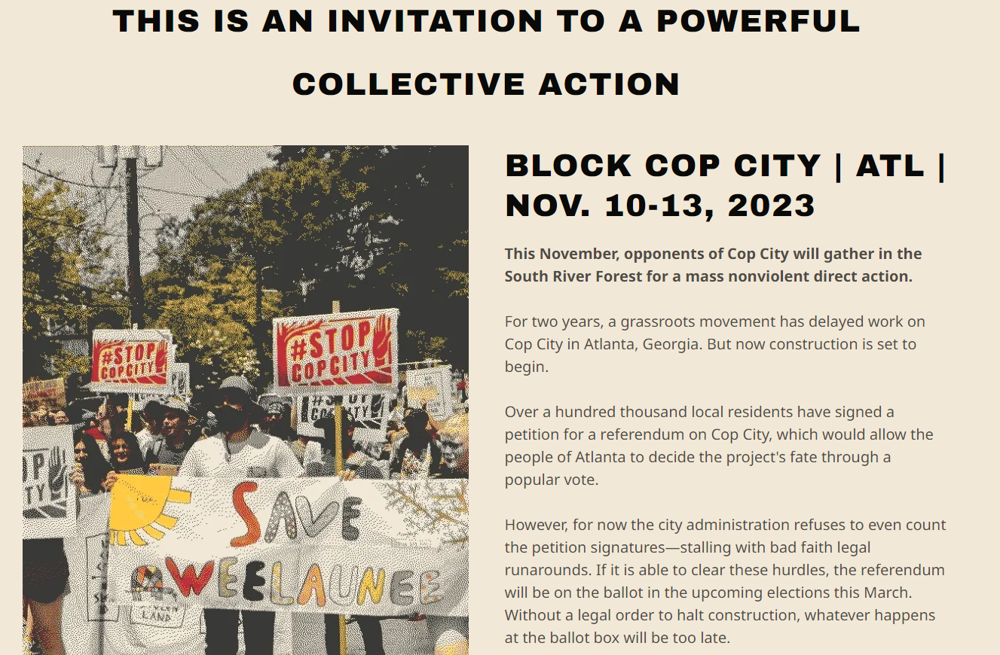 THIS IS AN INVITATION TO A POWERFUL
COLLECTIVE ACTION
#STOP
COP CITY
#STOP
COP CITY
SAVE
WEELAUNEE
LAND
BLOCK COP CITY | ATL |
NOV. 10-13, 2023
This November, opponents of Cop City will gather in the
South River Forest for a mass nonviolent direct action.
For two years, a grassroots movement has delayed work on
Cop City in Atlanta, Georgia. But now construction is set to
begin.
Over a hundred thousand local residents have signed a
petition for a referendum on Cop City, which would allow the
people of Atlanta to decide the project's fate through a
popular vote.
However, for now the city administration refuses to even count
the petition signatures—stalling with bad faith legal
runarounds. If it is able to clear these hurdles, the referendum
will be on the ballot in the upcoming elections this March.
Without a legal order to halt construction, whatever happens
at the ballot box will be too late.